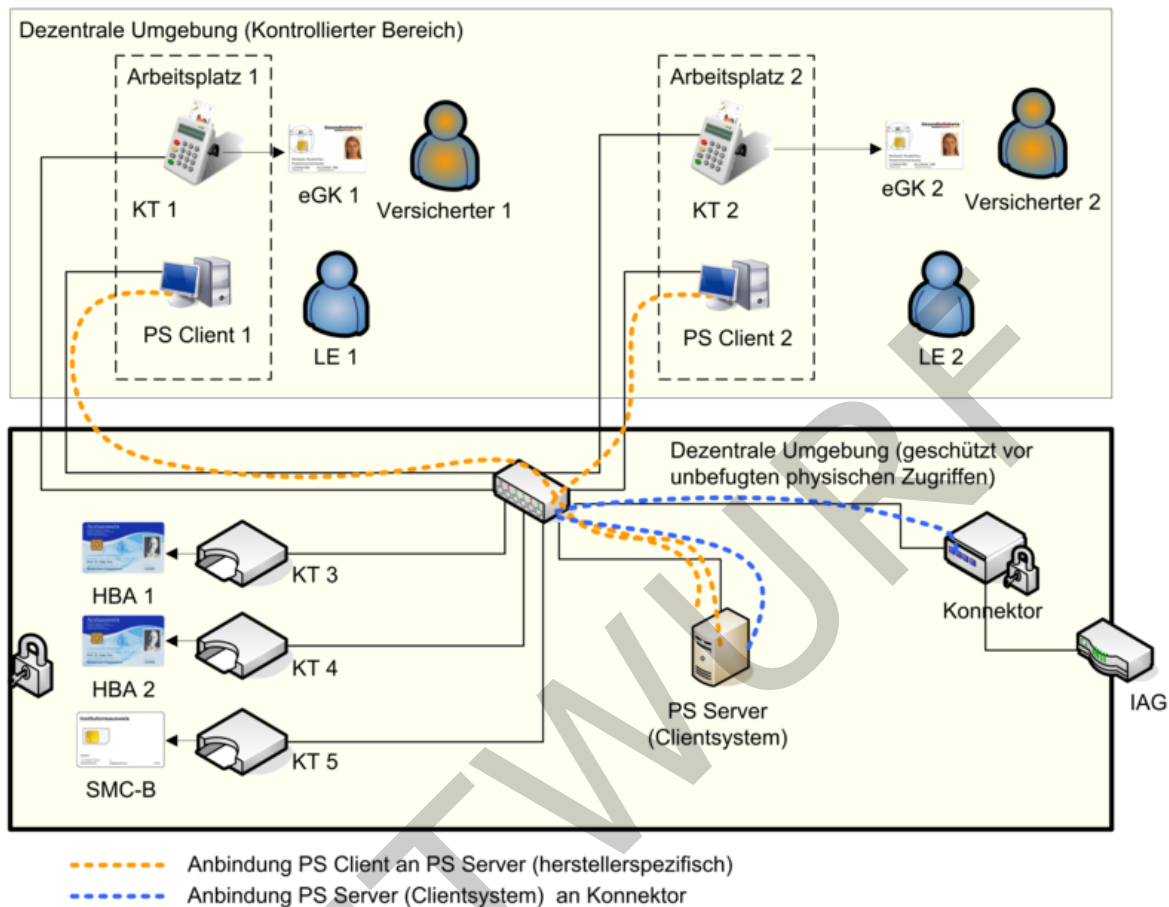 Dezentrale Umgebung (Kontrollierter Bereich)
Arbeitsplatz 1
Arbeitsplatz 2
KT 1
eGK 1
Versicherter 1
KT 2
eGK 2
Versicherter 2
PS Client 1
LE 1
PS Client 2
LE 2
Dezentrale Umgebung (geschützt vor
unbefugten physischen Zugriffen)
HBA 1
KT 3
Konnektor
HBA 2
KT 4
PS Server
(Clientsystem)
IAG
SMC-B
KT 5
Anbindung PS Client an PS Server (herstellerspezifisch)
Anbindung PS Server (Clientsystem) an Konnektor
TWURF